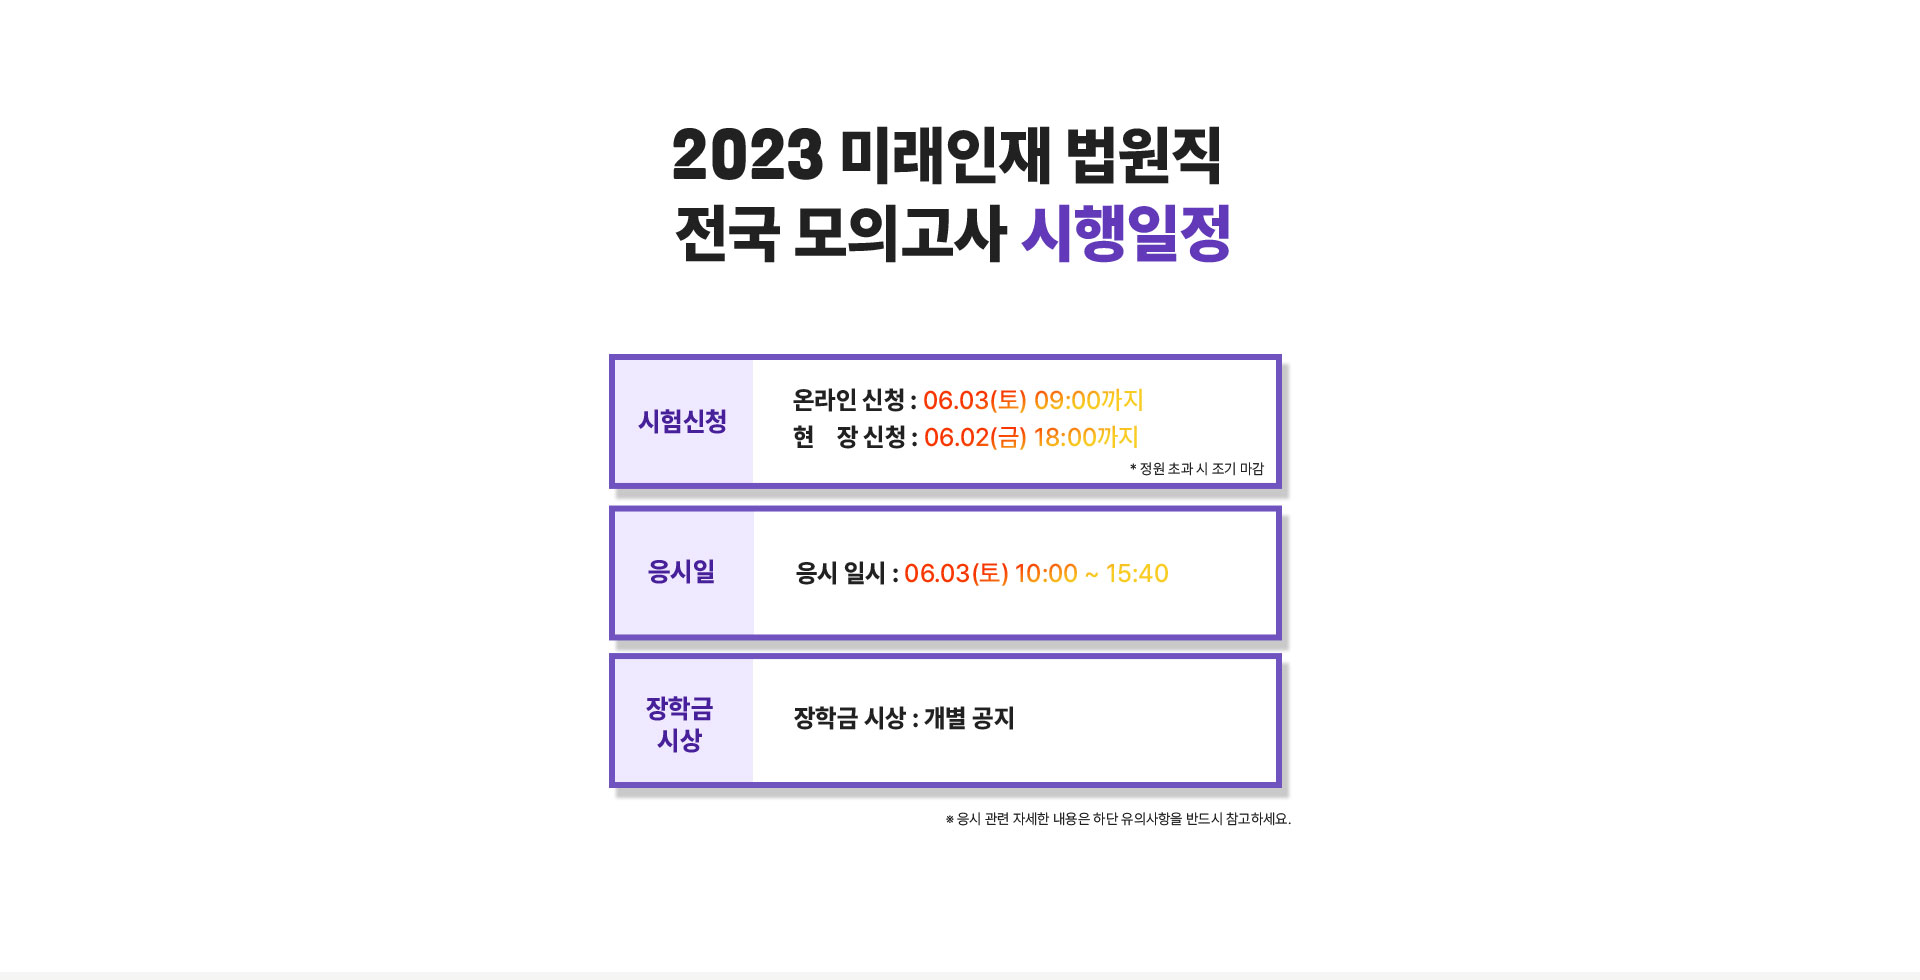 2023 미래인재 법원직
전국 모의고사 시행일정
시험신청
온라인 신청 : 06.03(토) 09:00까지
현 장 신청 : 06.02(금) 18:00까지
* 정원 초과 시 조기 마감
응시일
응시 일시 : 06.03(토) 10:00 ~ 15:40
장학금
시상
장학금 시상 : 개별 공지
※ 응시 관련 자세한 내용은 하단 유의사항을 반드시 참고하세요.